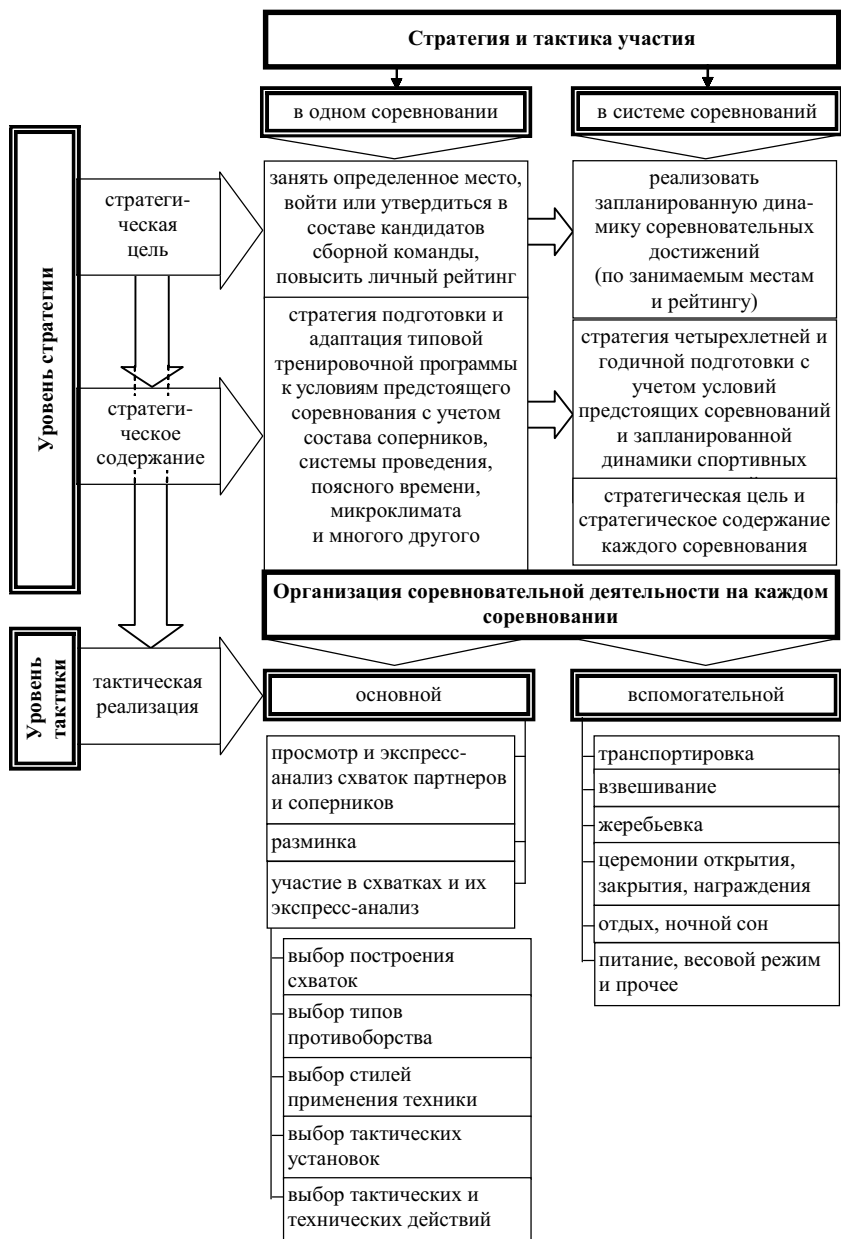 Стратегия и тактика участия
в одном соревновании
в системе соревнований
Уровень стратегии
стратеги-
ческая
цель
занять определенное место,
войти или утвердиться в
составе кандидатов
сборной команды,
повысить личный рейтинг
реализовать
запланированную дина-
мику соревновательных
достижений
(по занимаемым местам
и рейтингу)
стратеги-
ческое
содержание
стратегия подготовки и
адаптация типовой
тренировочной программы
к условиям предстоящего
соревнования с учетом
состава соперников,
системы проведения,
поясного времени,
микроклимата
и многого другого
стратегия четырехлетней и
годичной подготовки с
учетом условий
предстоящих соревнований
и запланированной
динамики спортивных
стратегическая цель и
стратегическое содержание
каждого соревнования
Организация соревновательной деятельности на каждом
соревновании
Уровень
тактики
тактическая
реализация
основной
вспомогательной
просмотр и экспресс-
анализ схваток партнеров
и соперников
разминка
участие в схватках и их
экспресс-анализ
выбор построения
схваток
выбор типов
противоборства
выбор стилей
применения техники
выбор тактических
установок
выбор тактических и
технических действий
транспортировка
взвешивание
жеребьевка
церемонии открытия,
закрытия, награждения
отдых, ночной сон
питание, весовой режим
и прочее